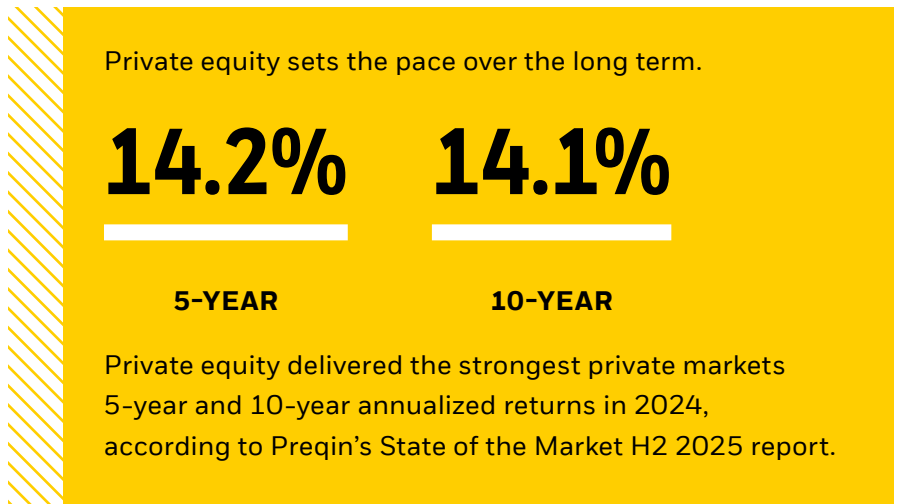 Private equity sets the pace over the long term.
14.2% 14.1%
5-YEAR 10-YEAR
Private equity delivered the strongest private markets
5-year and 10-year annualized returns in 2024,
according to Preqin’s State of the Market H2 2025 report.